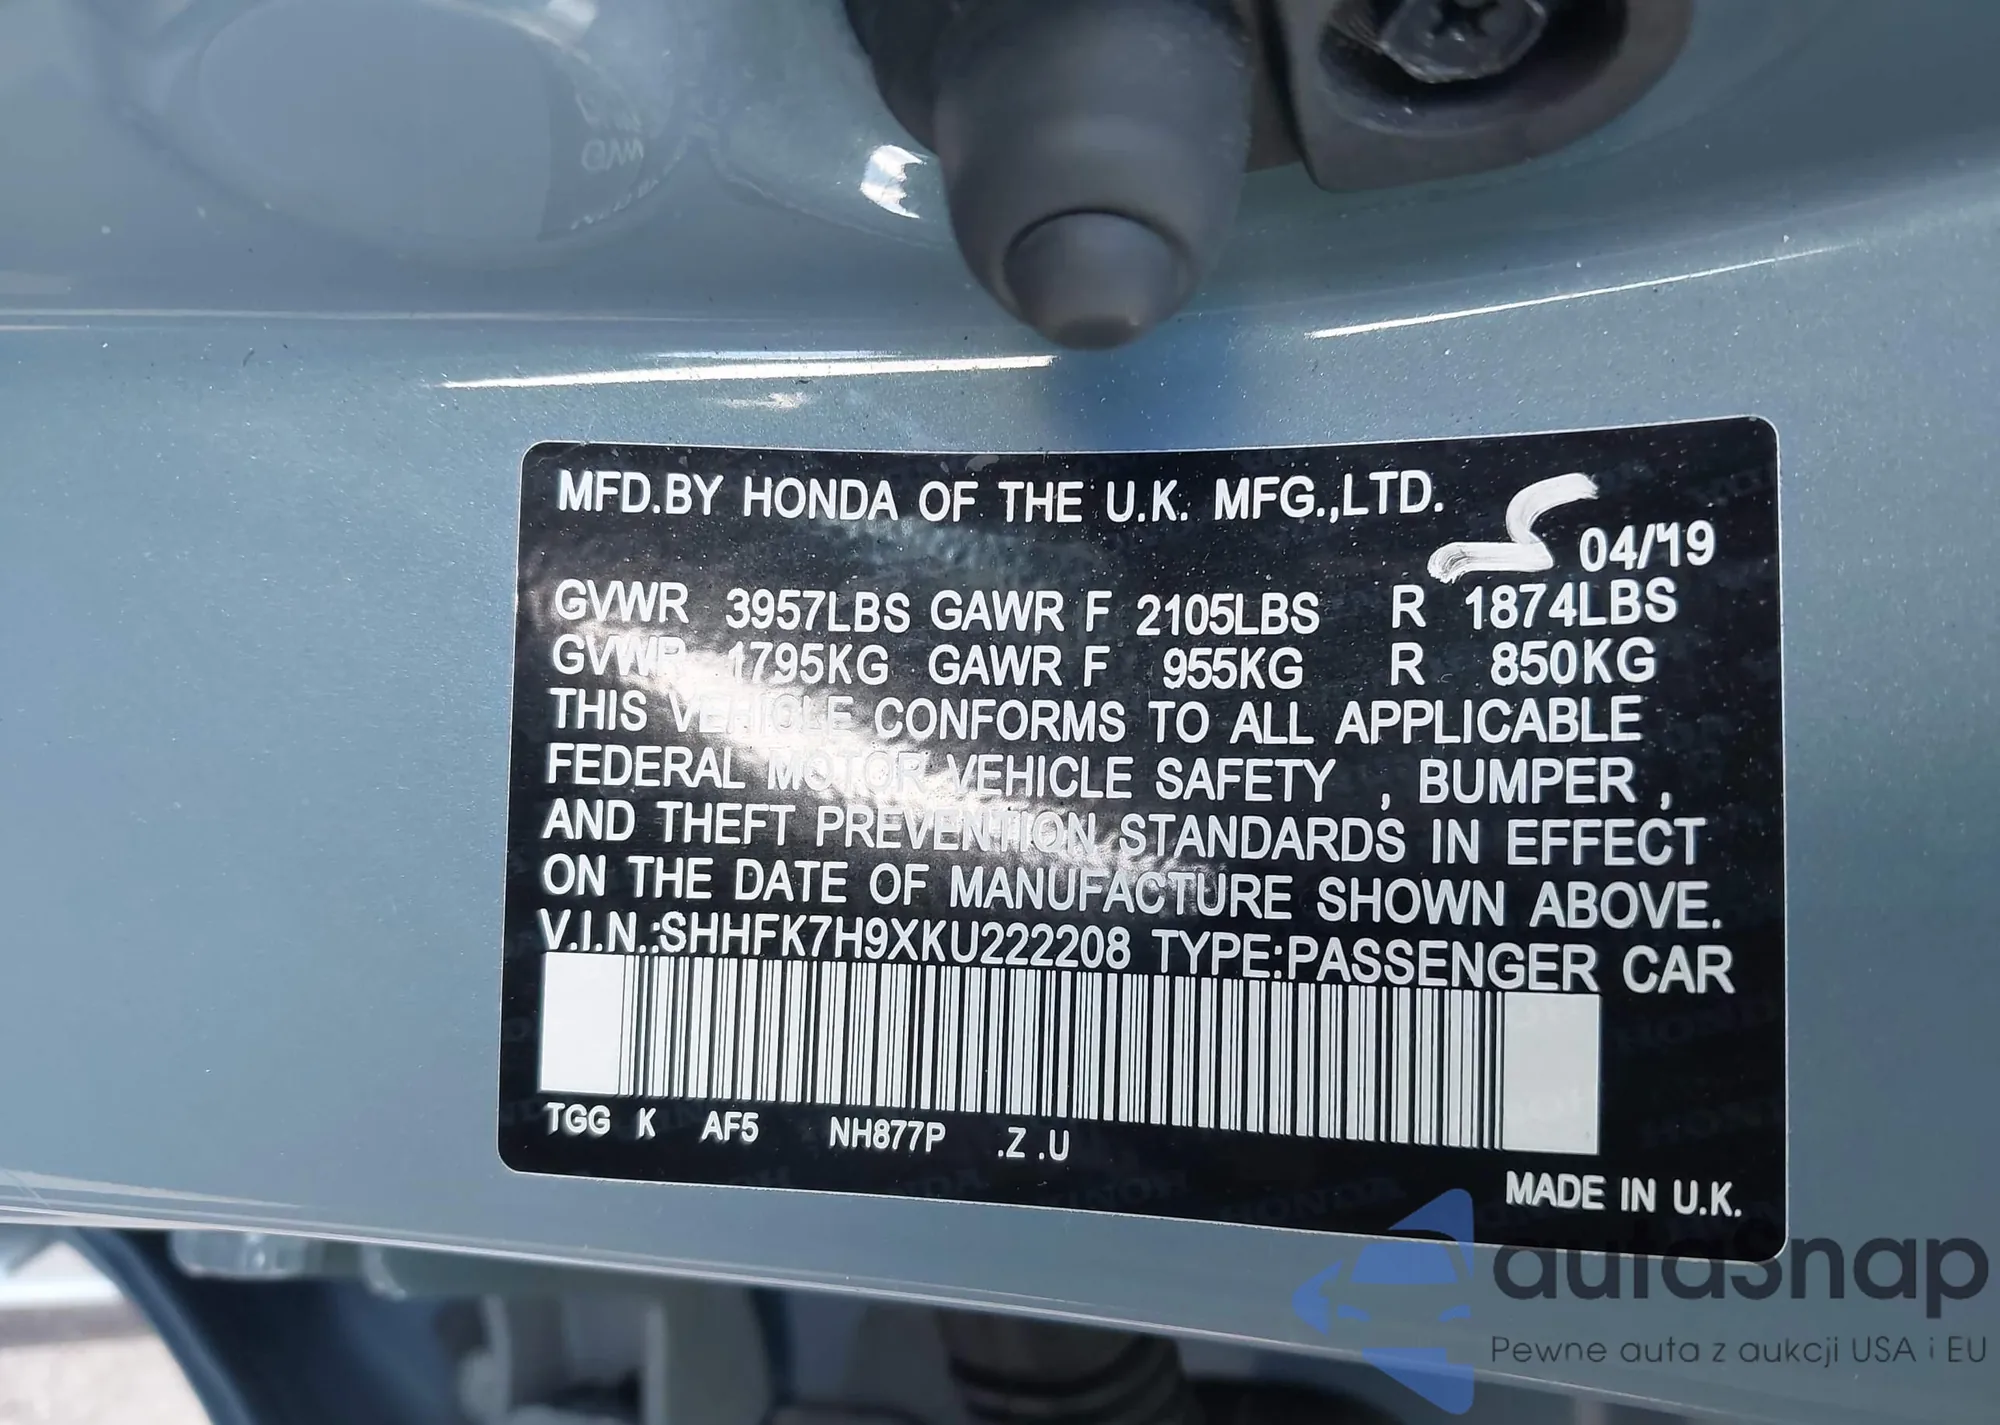 MFD.BY HONDA OF THE U.K. MFG.,LTD.
04/'19
GVWR 3957LBS GAWR F 2105LBS R 1874LBS
GVWR 1795KG GAWR F 955KG R 850KG
THIS VEHICLE CONFORMS TO ALL APPLICABLE
FEDERAL MOTOR VEHICLE SAFETY , BUMPER ,
AND THEFT PREVENTION STANDARDS IN EFFECT
ON THE DATE OF MANUFACTURE SHOWN ABOVE.
V.I.N.:SHHFK7H9XKU222208 TYPE:PASSENGER CAR
TGG K AF5 NH877P .Z .U
MADE IN U.K.
autaSnap
Pewne auta z aukcji USA i EU